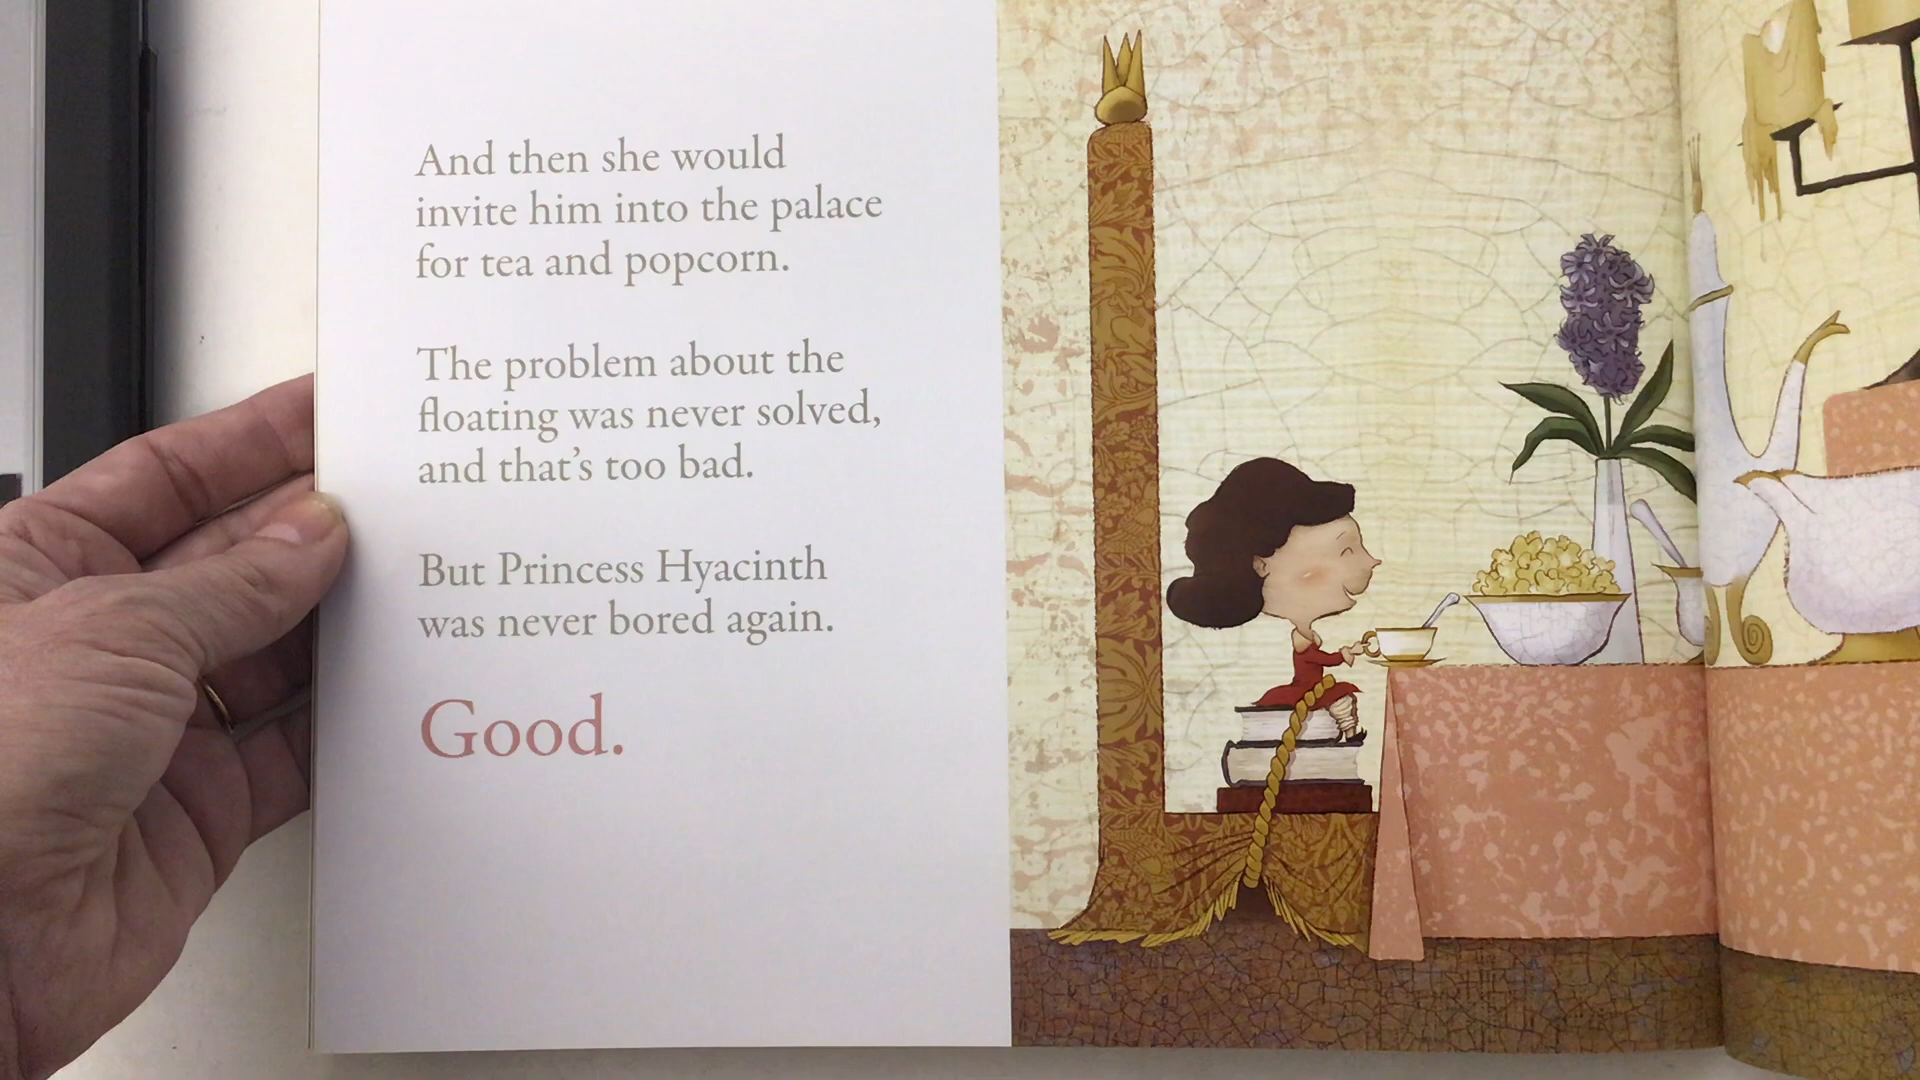 And then she would
invite him into the palace
for tea and popcorn.
The problem about the
floating was never solved,
and that's too bad.
But Princess Hyacinth
was never bored again.
Good.